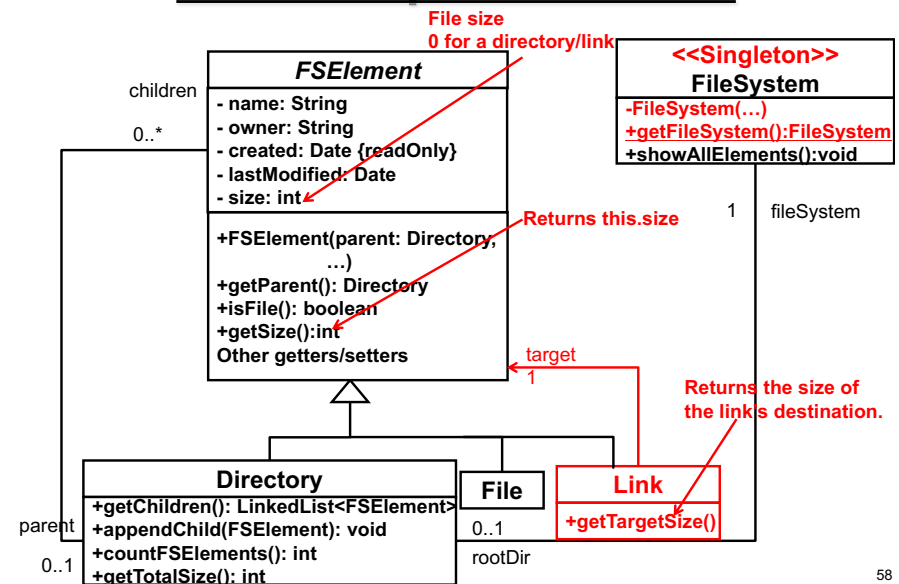 File size
0 for a directory/link
FSElement
- name: String
- owner: String
- created: Date {readOnly}
- lastModified: Date
- size: int
+FSElement(parent: Directory,
…)
+getParent(): Directory
+isFile(): boolean
+getSize():int
Other getters/setters
children
0..*
<<Singleton>>
FileSystem
-FileSystem(…)
+getFileSystem():FileSystem
+showAllElements():void
1
fileSystem
Returns this.size
target
1
Returns the size of
the link's destination.
Directory
+getChildren(): LinkedList<FSElement>
+appendChild(FSElement): void
+countFSElements(): int
+getTotalSize(): int
parent
0..1
File
0..1
rootDir
Link
+getTargetSize()
58